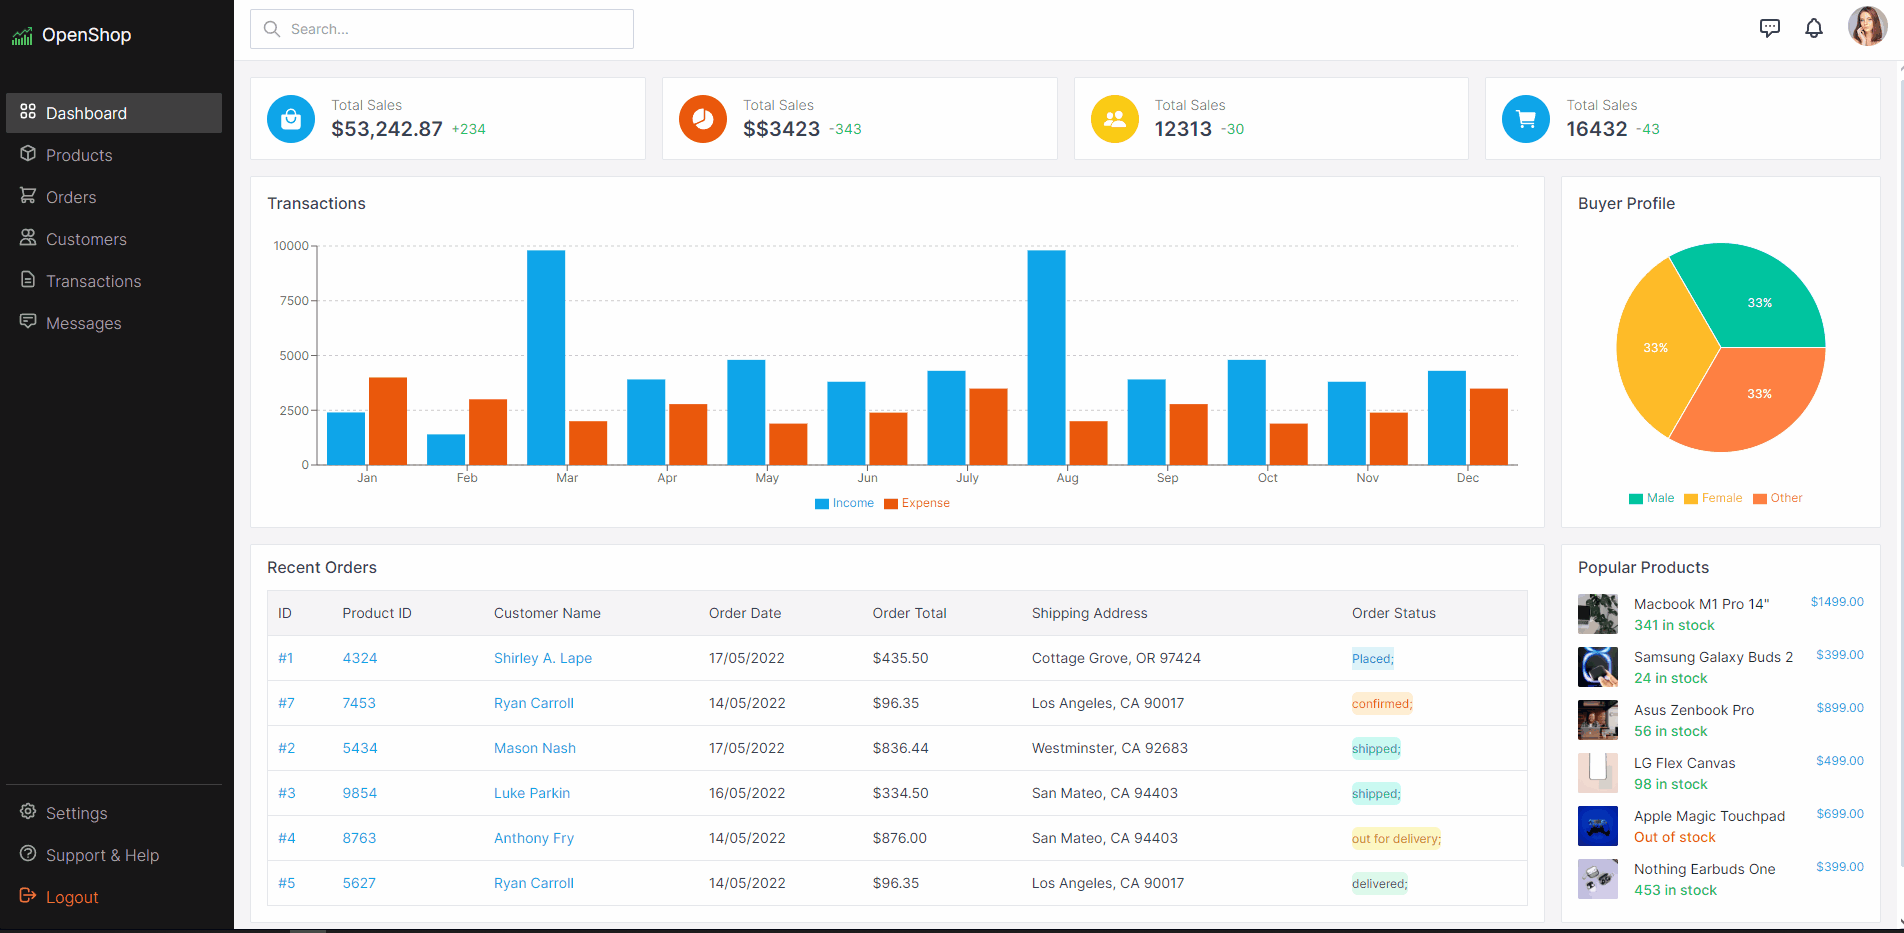 OpenShop
Search...
Dashboard
Products
Orders
Customers
Transactions
Messages
Settings
Support & Help
Logout
Total Sales
$53,242.87 +234
Total Sales
$$3423 -343
Total Sales
12313 -30
Total Sales
16432 -43
Transactions
10000
7500
5000
2500
0
Jan Feb Mar Apr May Jun July Aug Sep Oct Nov Dec
Income Expense
Buyer Profile
33%
33%
33%
Male Female Other
Recent Orders
ID Product ID Customer Name Order Date Order Total Shipping Address Order Status
#1 4324 Shirley A. Lape 17/05/2022 $435.50 Cottage Grove, OR 97424 Placed;
#7 7453 Ryan Carroll 14/05/2022 $96.35 Los Angeles, CA 90017 confirmed;
#2 5434 Mason Nash 17/05/2022 $836.44 Westminster, CA 92683 shipped;
#3 9854 Luke Parkin 16/05/2022 $334.50 San Mateo, CA 94403 shipped;
#4 8763 Anthony Fry 14/05/2022 $876.00 San Mateo, CA 94403 out for delivery;
#5 5627 Ryan Carroll 14/05/2022 $96.35 Los Angeles, CA 90017 delivered;
Popular Products
Macbook M1 Pro 14" $1499.00
341 in stock
Samsung Galaxy Buds 2 $399.00
24 in stock
Asus Zenbook Pro $899.00
56 in stock
LG Flex Canvas $499.00
98 in stock
Apple Magic Touchpad $699.00
Out of stock
Nothing Earbuds One $399.00
453 in stock